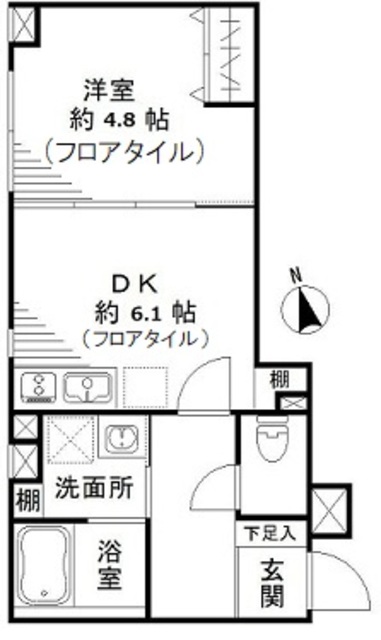 洋室
約 4.8 帖
(フロアタイル)
DK
約 6.1 帖
(フロアタイル)
N
棚
洗面所
棚
浴室
下足入
玄関